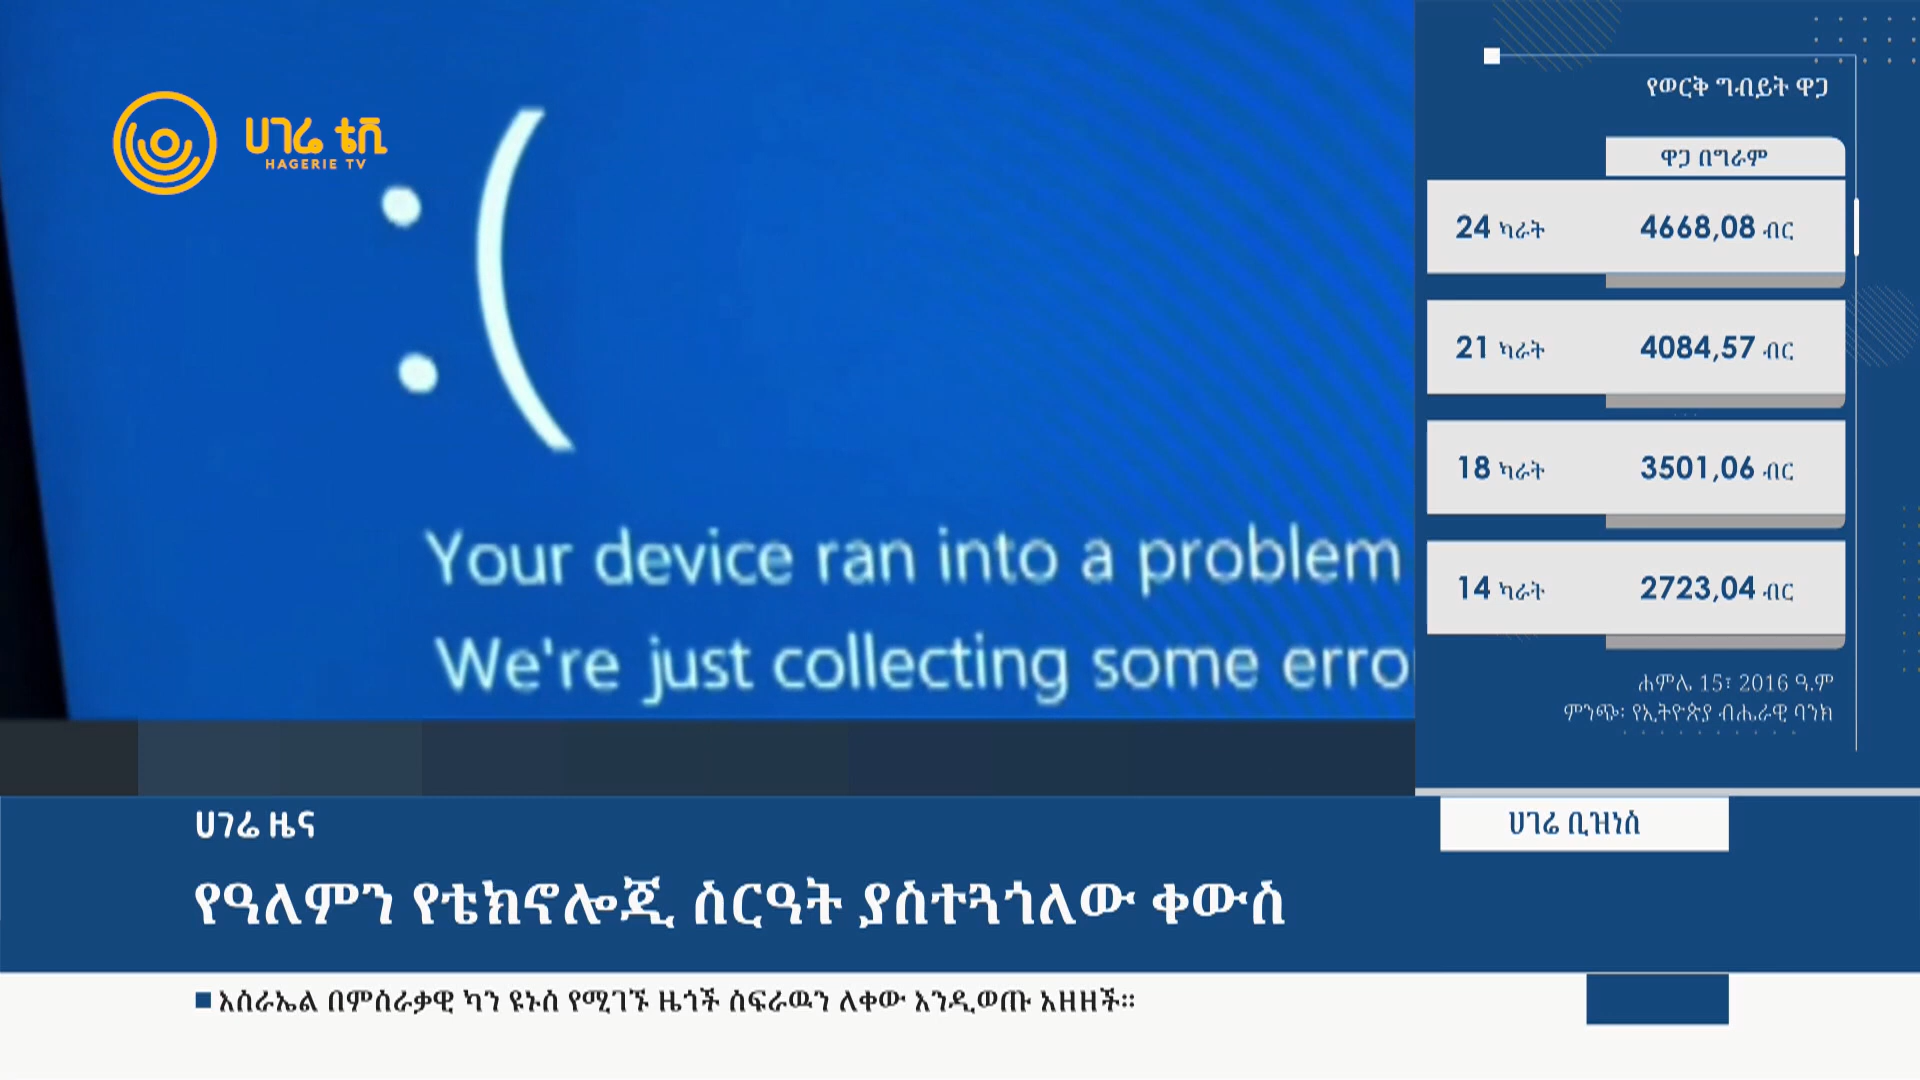 ሀገሬ ቴቪ
HAGERIE TV
:(
Your device ran into a problem
We're just collecting some erro
የወርቅ ግብይት ዋጋ
ዋጋ በግራም
24 ካራት 4668,08 ብር
21 ካራት 4084,57 ብር
18 ካራት 3501,06 ብር
14 ካራት 2723,04 ብር
ሐምሌ 15፣ 2016 ዓ.ም
ምንጭ፡ የኢትዮጵያ ብሔራዊ ባንክ
ሀገሬ ቢዝነስ
ሀገሬ ዜና
የዓለምን የቴክኖሎጂ ስርዓት ያስተጓጎለው ቀውስ
እስራኤል በምስራቃዊ ካን ዩኑስ የሚገኙ ዜጎች ስፍራዉን ለቀው እንዲወጡ አዘዘች።